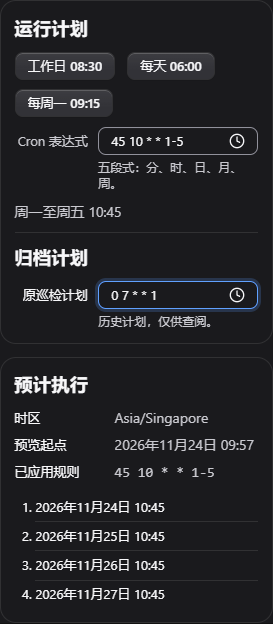 运行计划
工作日 08:30 每天 06:00
每周一 09:15
Cron 表达式 45 10 * * 1-5
五段式：分、时、日、月、
周。
周一至周五 10:45
归档计划
原巡检计划 0 7 * * 1
历史计划，仅供查阅。
预计执行
时区 Asia/Singapore
预览起点 2026年11月24日 09:57
已应用规则 45 10 * * 1-5
1. 2026年11月24日 10:45
2. 2026年11月25日 10:45
3. 2026年11月26日 10:45
4. 2026年11月27日 10:45